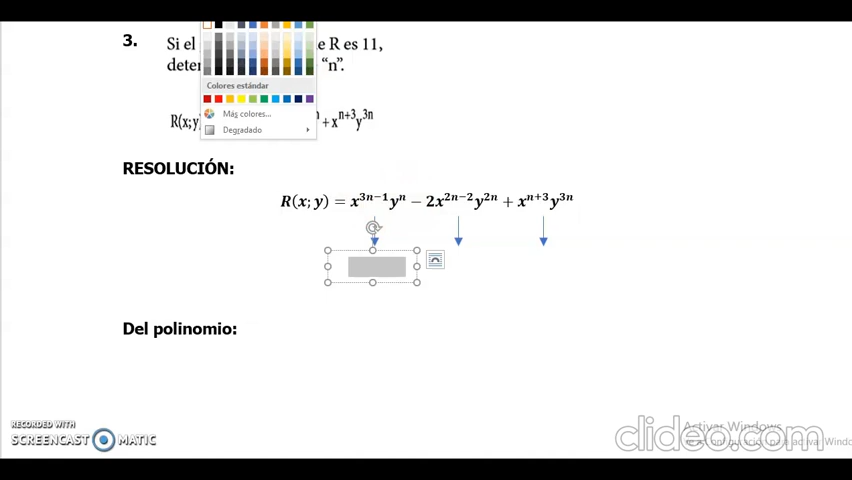 3. Si el e R es 11,
deter "n".
Colores estándar
Más colores...
Degradado
R(x;y) n + x^{n+3}y^{3n}
RESOLUCIÓN:
R(x; y) = x^{3n−1}y^{n} − 2x^{2n−2}y^{2n} + x^{n+3}y^{3n}
Del polinomio:
RECORDED WITH
SCREENCAST MATIC
Activar Windows
clideo.com